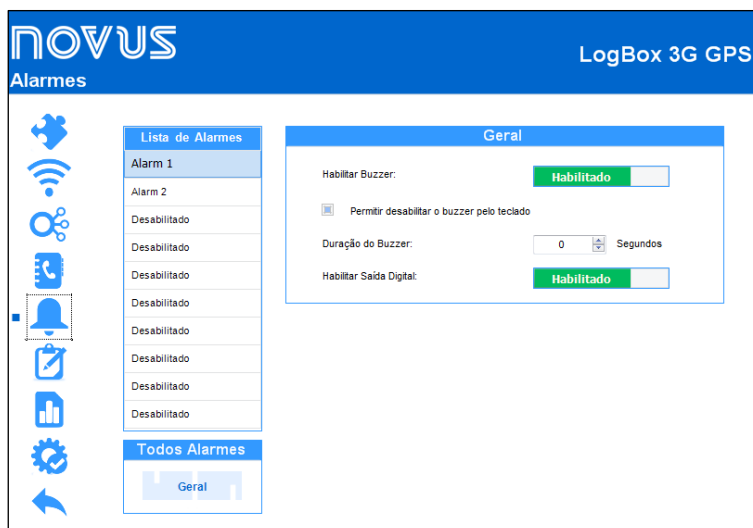 NOVUS
LogBox 3G GPS
Alarmes
Lista de Alarmes
Alarm 1
Alarm 2
Desabilitado
Desabilitado
Desabilitado
Desabilitado
Desabilitado
Desabilitado
Desabilitado
Desabilitado
Todos Alarmes
Geral
Geral
Habilitar Buzzer:
Habilitado
Permitir desabilitar o buzzer pelo teclado
Duração do Buzzer:
0
Segundos
Habilitar Saída Digital:
Habilitado